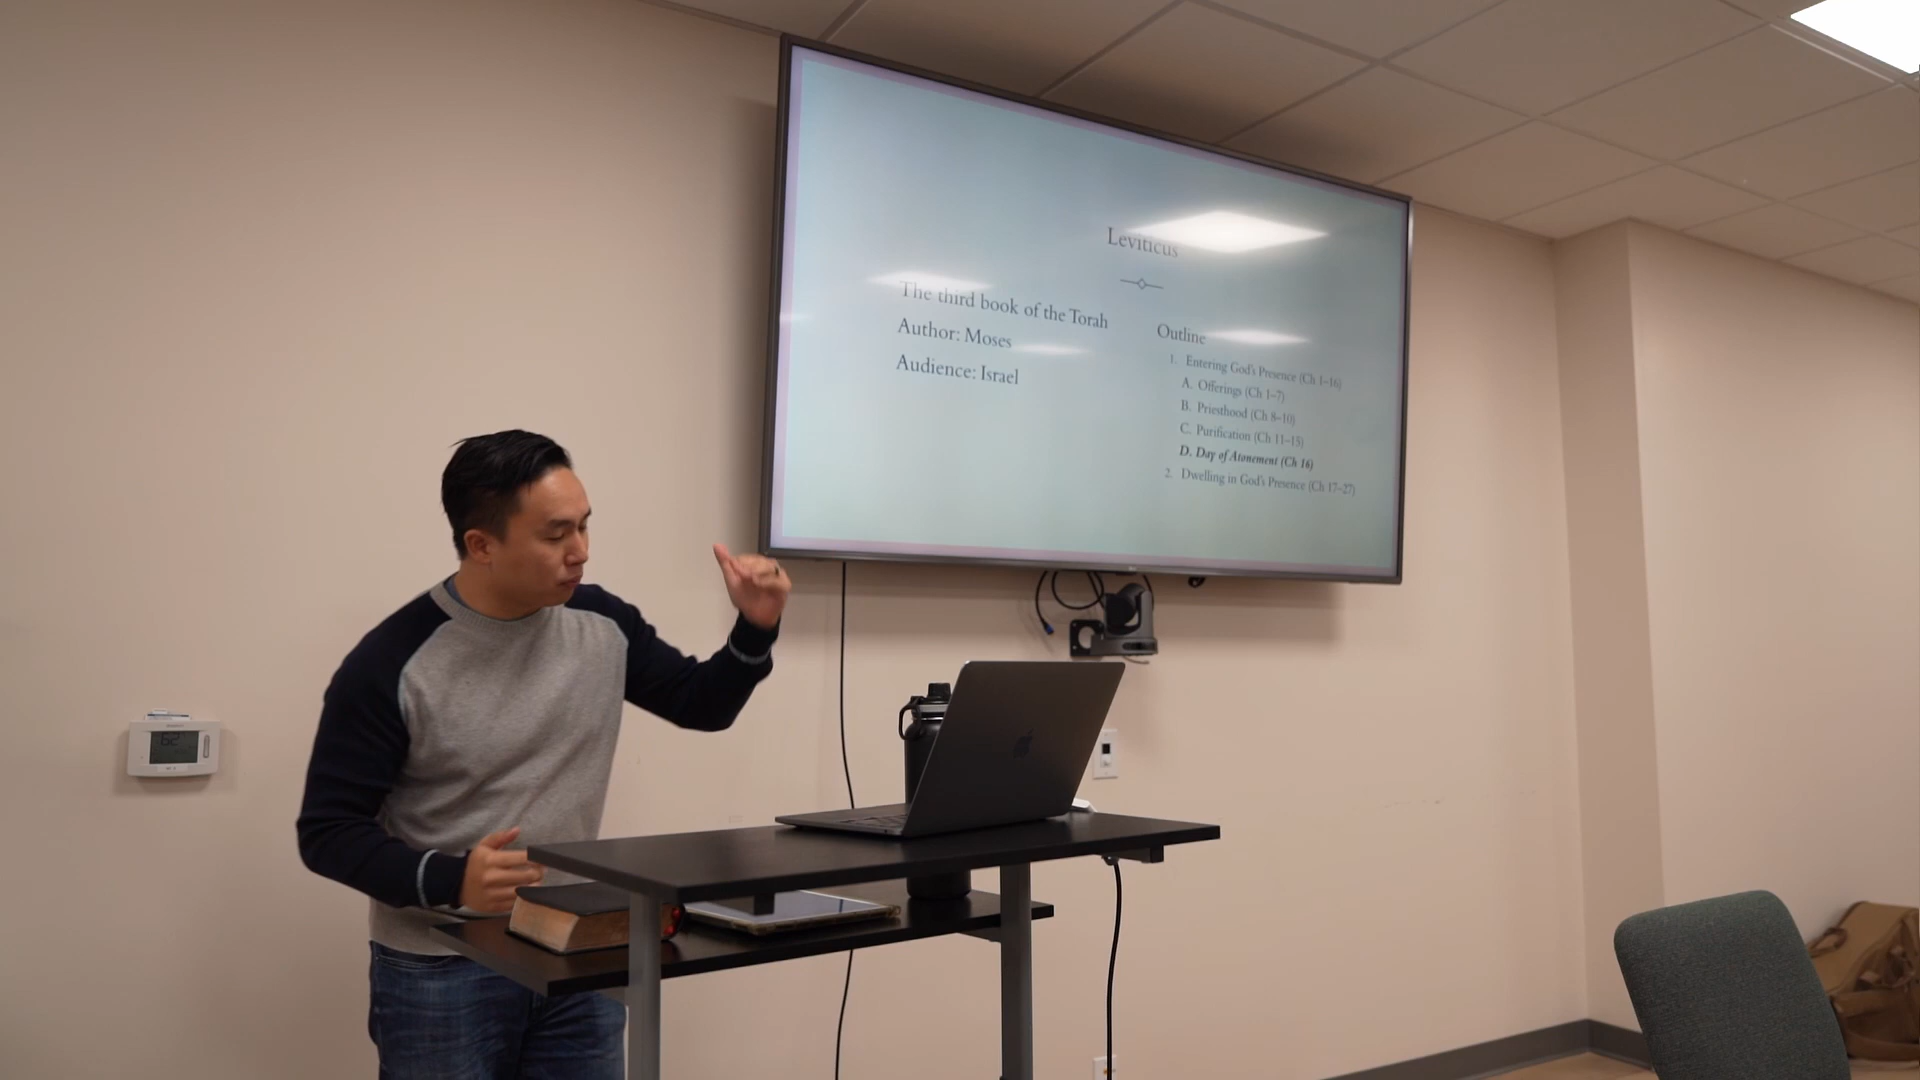 Leviticus
The third book of the Torah
Author: Moses
Audience: Israel
Outline
1. Entering God's Presence (Ch 1–16)
A. Offerings (Ch 1–7)
B. Priesthood (Ch 8–10)
C. Purification (Ch 11–15)
D. Day of Atonement (Ch 16)
2. Dwelling in God's Presence (Ch 17–27)
62